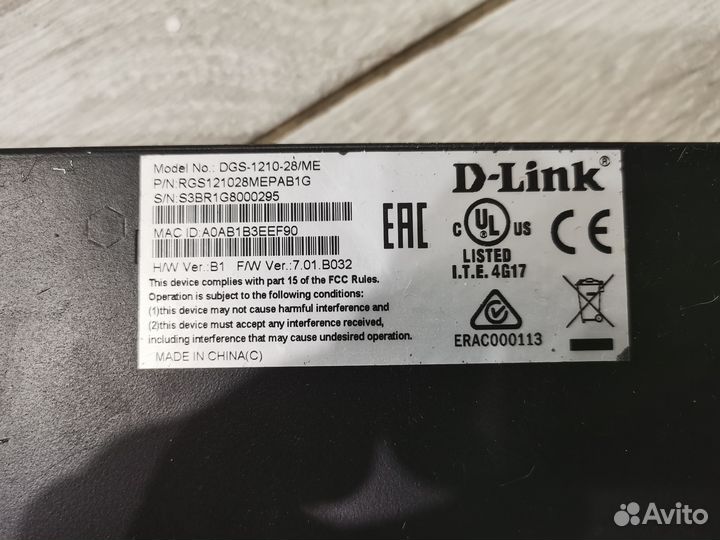 Model No.: DGS-1210-28/ME
P/N:RGS121028MEPAB1G
S/N:S3BR1G8000295
MAC ID:A0AB1B3EEF90
H/W Ver.:B1 F/W Ver.:7.01.B032
This device complies with part 15 of the FCC Rules.
Operation is subject to the following conditions:
(1)this device may not cause harmful interference and
(2)this device must accept any interference received,
including interference that may cause undesired operation.
MADE IN CHINA(C)
D-Link®
EAC
C UL® US
CE
LISTED
I.T.E. 4G17
ERAC000113
Avito